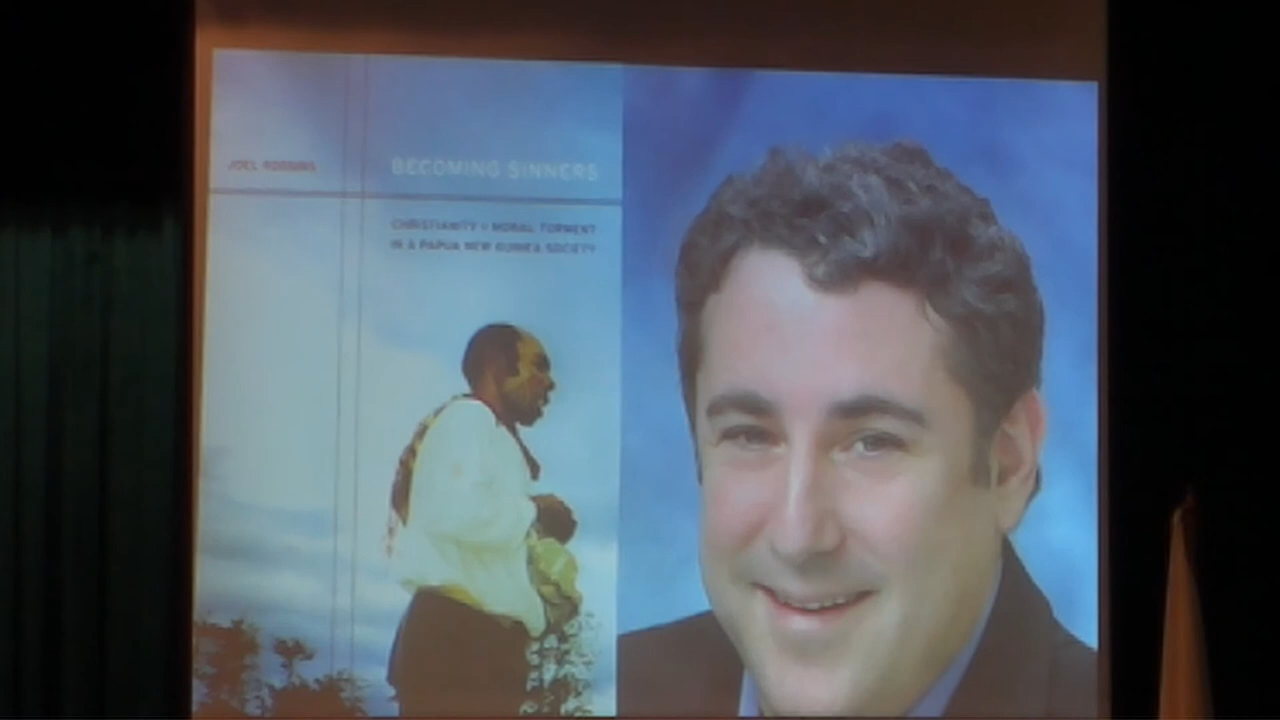 JOEL ROBBINS
BECOMING SINNERS
CHRISTIANITY + MORAL TORMENT
IN A PAPUA NEW GUINEA SOCIETY